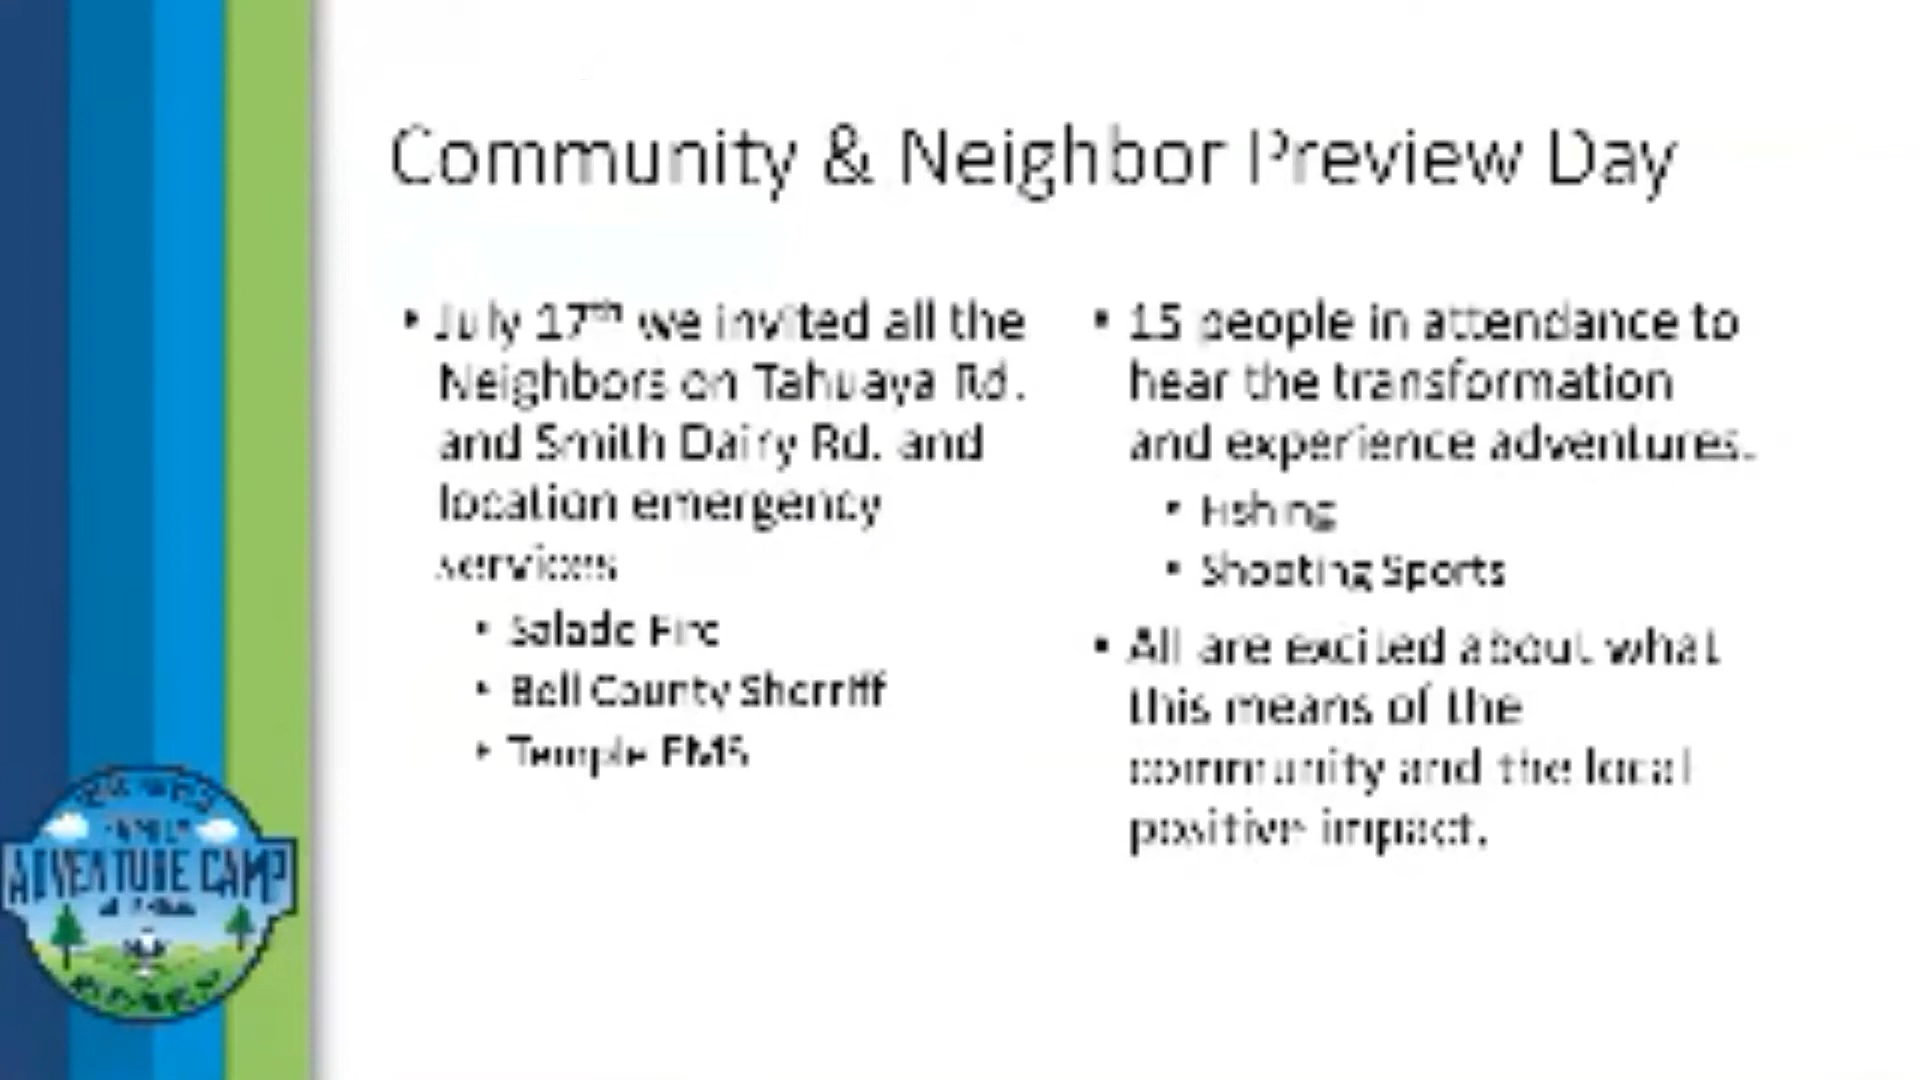 Community & Neighbor Preview Day
July 17th we invited all the
Neighbors on Tahuaya Rd.
and Smith Dairy Rd. and
location emergency
services
Salado Fire
Bell County Sherriff
Temple EMS
15 people in attendance to
hear the transformation
and experience adventures.
Fishing
Shooting Sports
All are excited about what
this means of the
community and the local
positive impact.
ADVENTURE CAMP